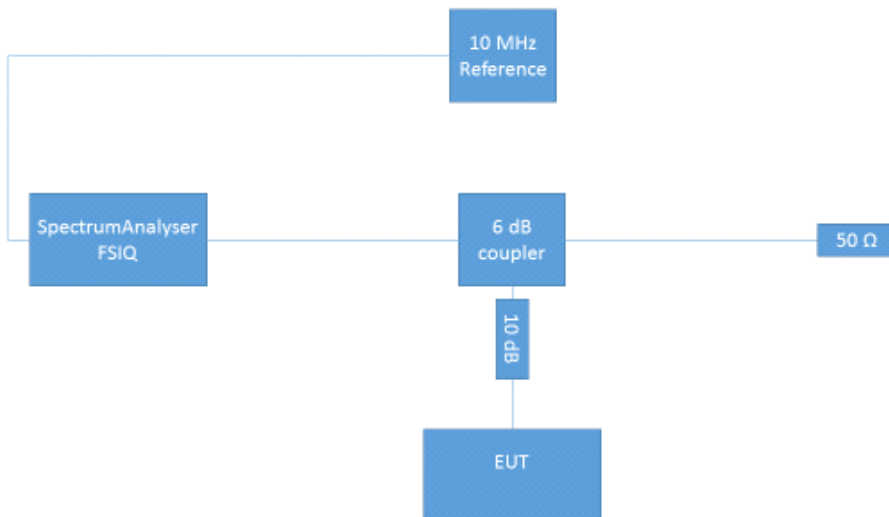 10 MHz
Reference
SpectrumAnalyser
FSIQ
6 dB
coupler
50 Ω
10 dB
EUT